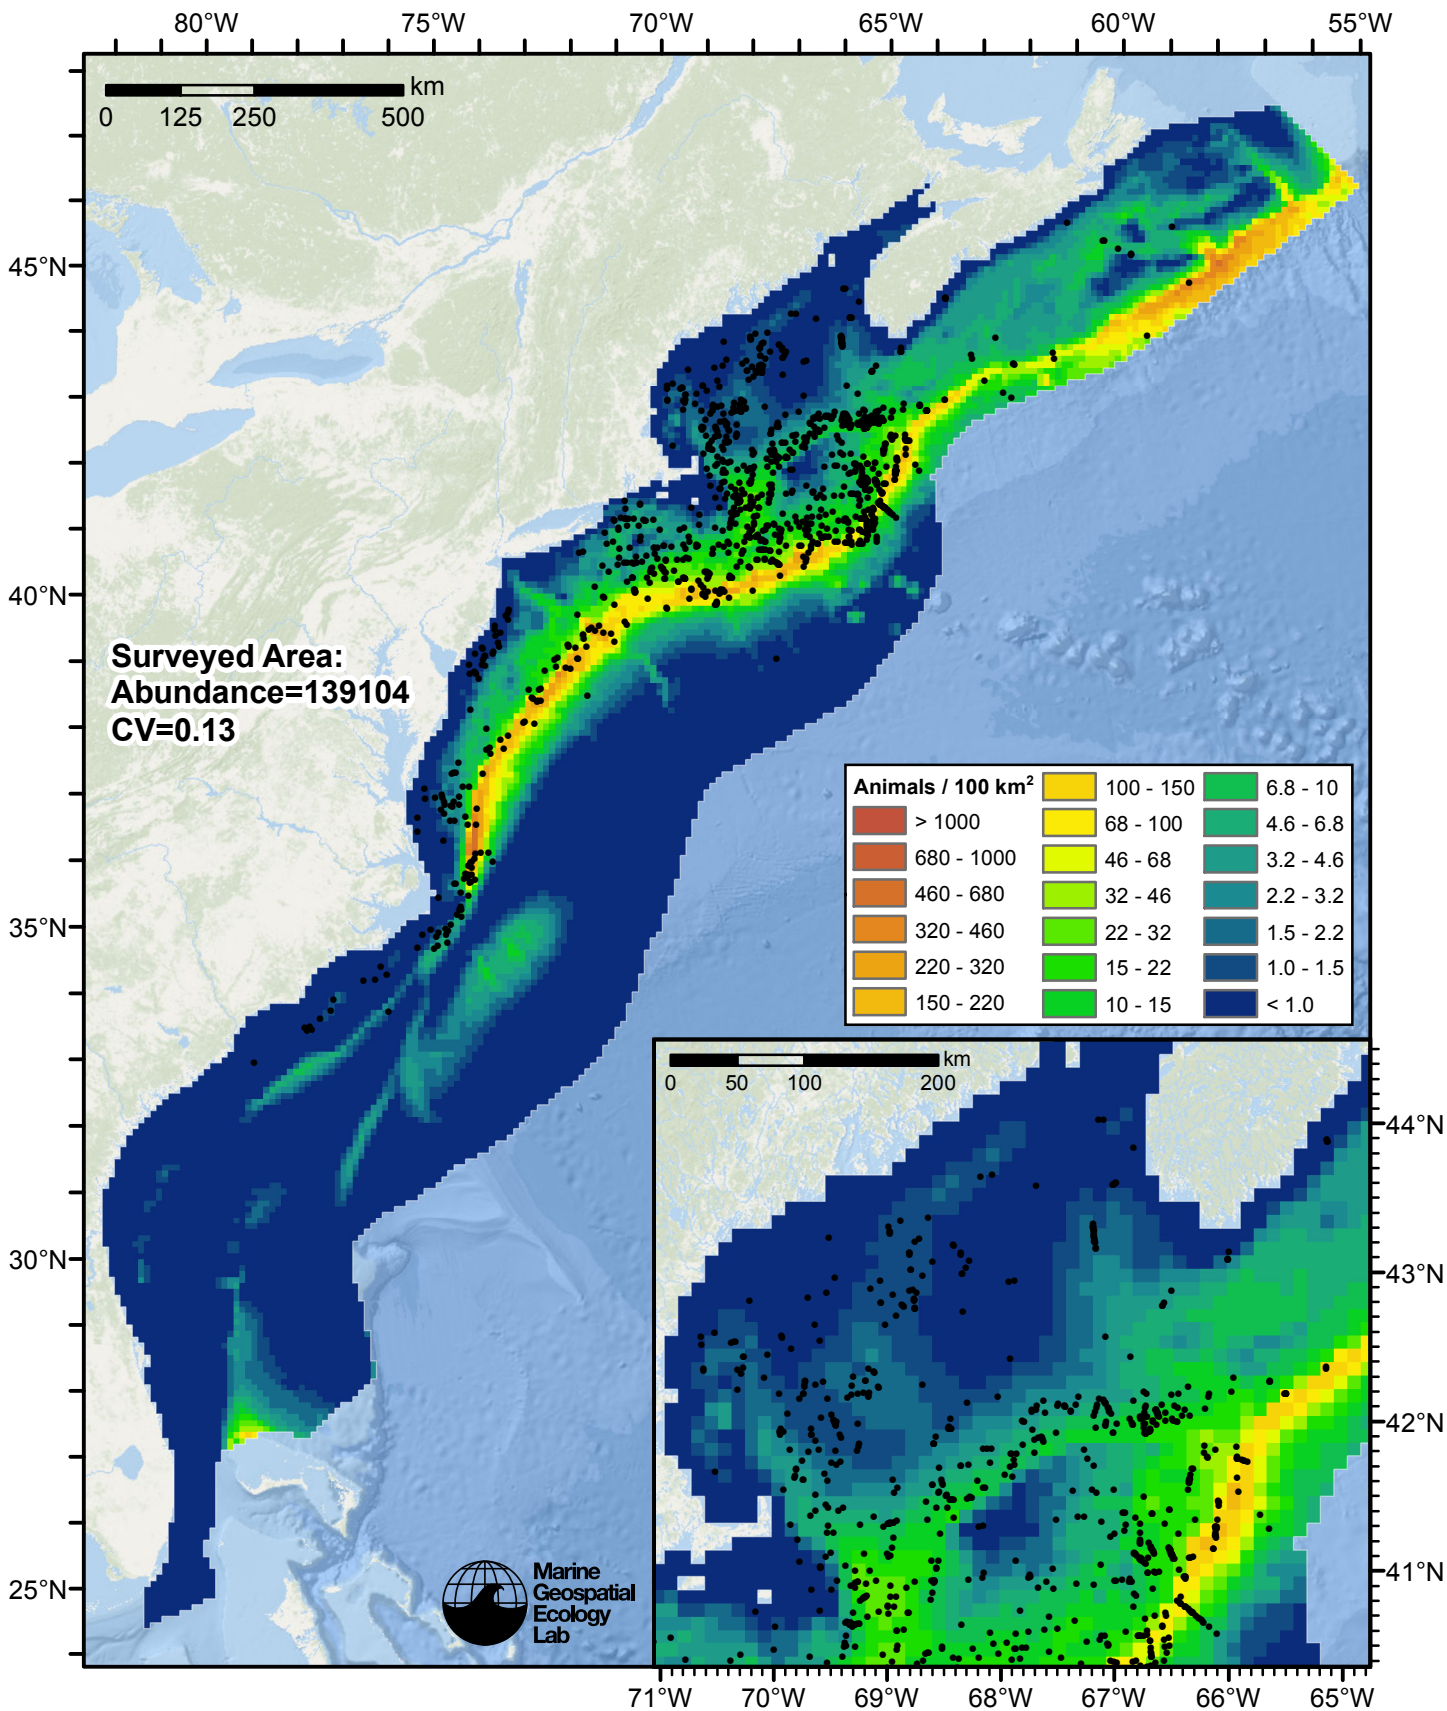 80°W 75°W 70°W 65°W 60°W 55°W
km
0 125 250 500
45°N
40°N
35°N
30°N
25°N
Surveyed Area:
Abundance=139104
CV=0.13
Animals / 100 km²
> 1000
680 - 1000
460 - 680
320 - 460
220 - 320
150 - 220
100 - 150
68 - 100
46 - 68
32 - 46
22 - 32
15 - 22
10 - 15
6.8 - 10
4.6 - 6.8
3.2 - 4.6
2.2 - 3.2
1.5 - 2.2
1.0 - 1.5
< 1.0
km
0 50 100 200
44°N
43°N
42°N
41°N
Marine
Geospatial
Ecology
Lab
71°W 70°W 69°W 68°W 67°W 66°W 65°W